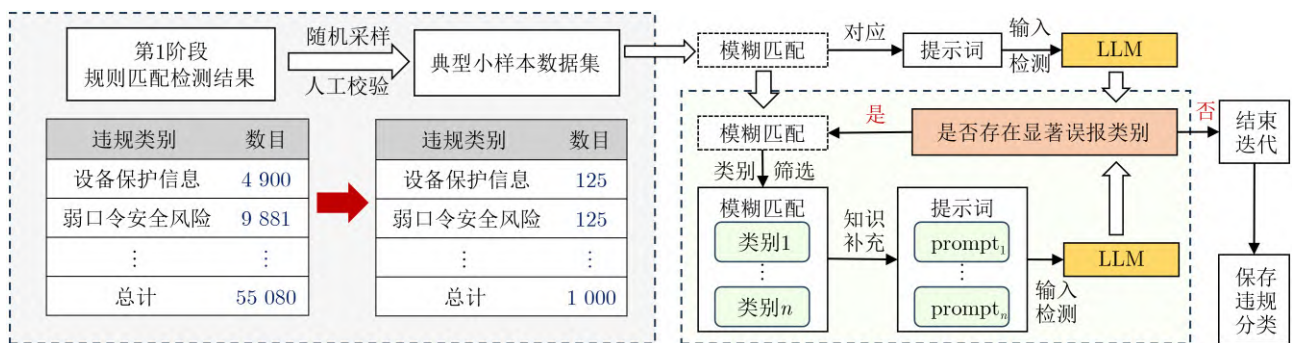 第1阶段
规则匹配检测结果
随机采样
人工校验
典型小样本数据集
违规类别 数目
设备保护信息 4 900
弱口令安全风险 9 881
⋮ ⋮
总计 55 080
违规类别 数目
设备保护信息 125
弱口令安全风险 125
⋮ ⋮
总计 1 000
模糊匹配
对应
提示词
输入
检测
LLM
模糊匹配
是
是否存在显著误报类别
否
结束
迭代
类别 筛选
模糊匹配
类别1
⋮
类别n
知识
补充
提示词
prompt₁
⋮
promptₙ
输入
检测
LLM
保存
违规
分类